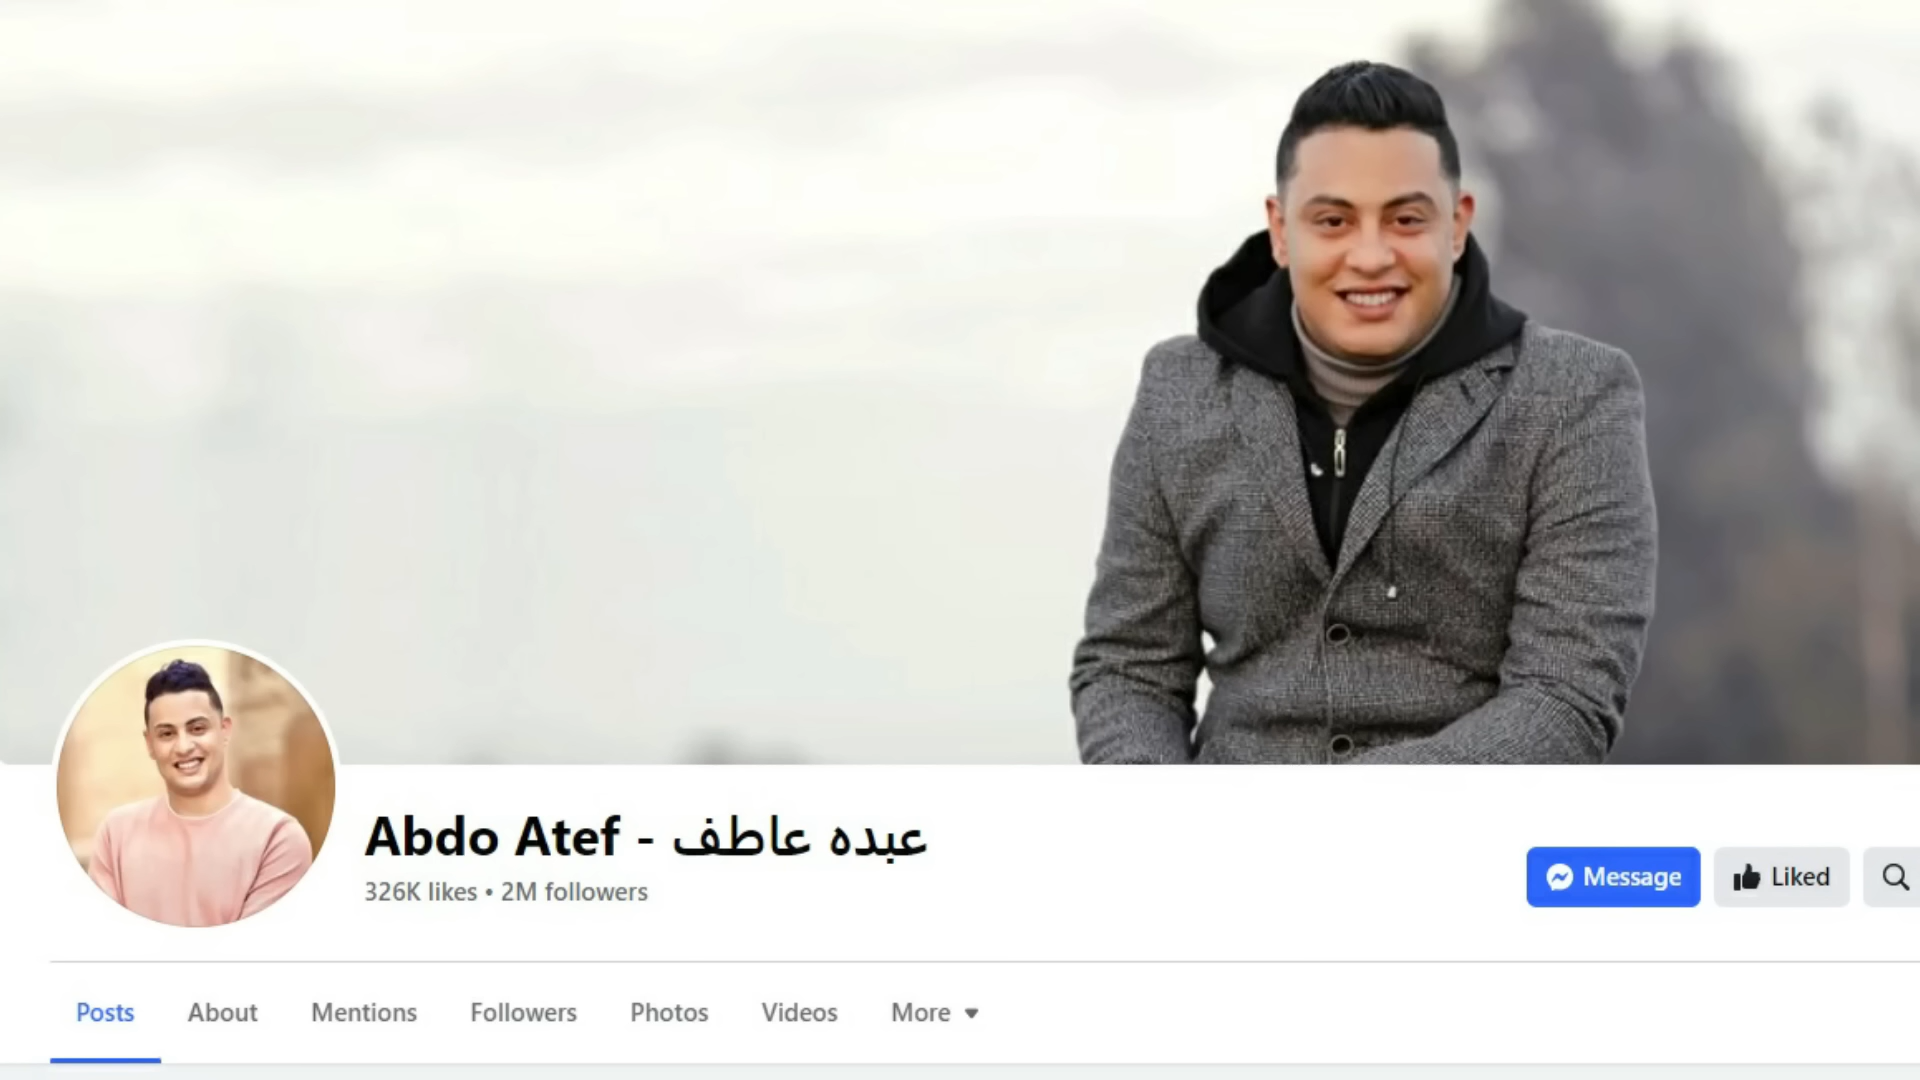 Abdo Atef - عبده عاطف
326K likes • 2M followers
Message
Liked
Posts
About
Mentions
Followers
Photos
Videos
More